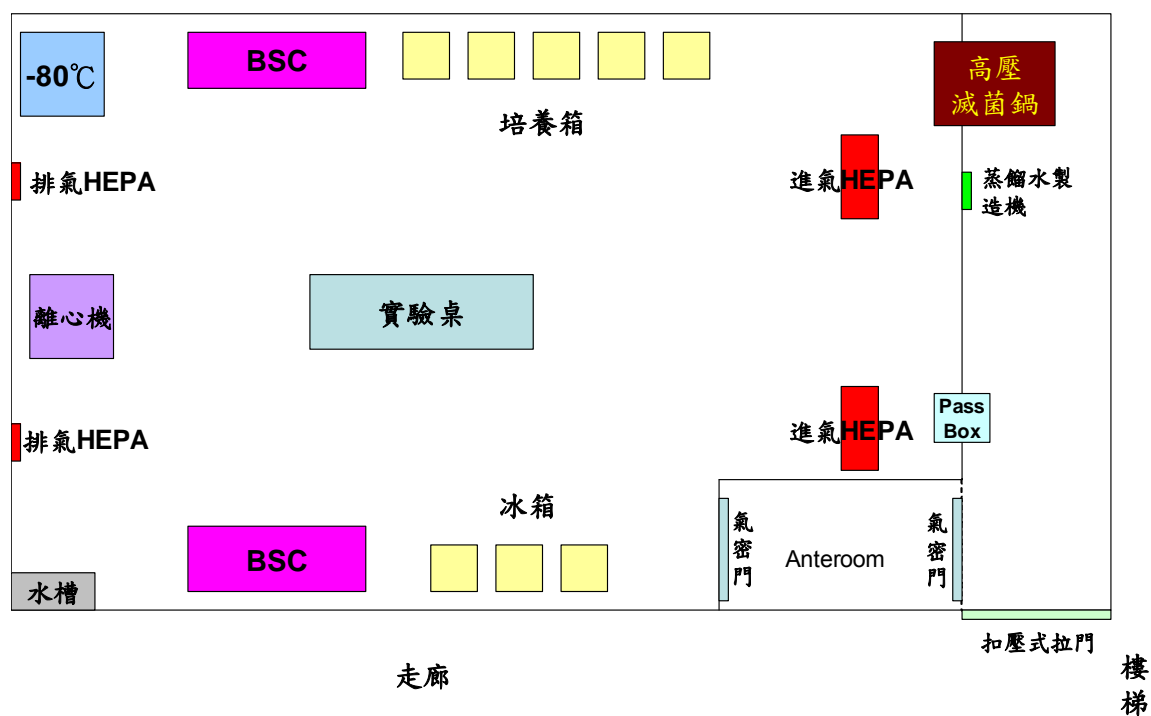 -80℃
BSC
高壓
滅菌鍋
培養箱
排氣HEPA
進氣HEPA
蒸餾水製
造機
離心機
實驗桌
Pass
Box
排氣HEPA
進氣HEPA
冰箱
氣密門
Anteroom
氣密門
BSC
水槽
扣壓式拉門
走廊
樓梯